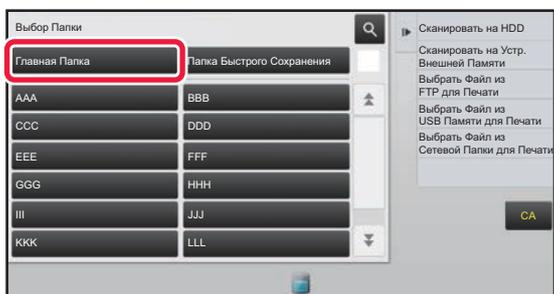 Выбор Папки
Главная Папка
Папка Быстрого Сохранения
AAA
BBB
CCC
DDD
EEE
FFF
GGG
HHH
III
JJJ
KKK
LLL
Сканировать на HDD
Сканировать на Устр.
Внешней Памяти
Выбрать Файл из
FTP для Печати
Выбрать Файл из
USB Памяти для Печати
Выбрать Файл из
Сетевой Папки для Печати
CA